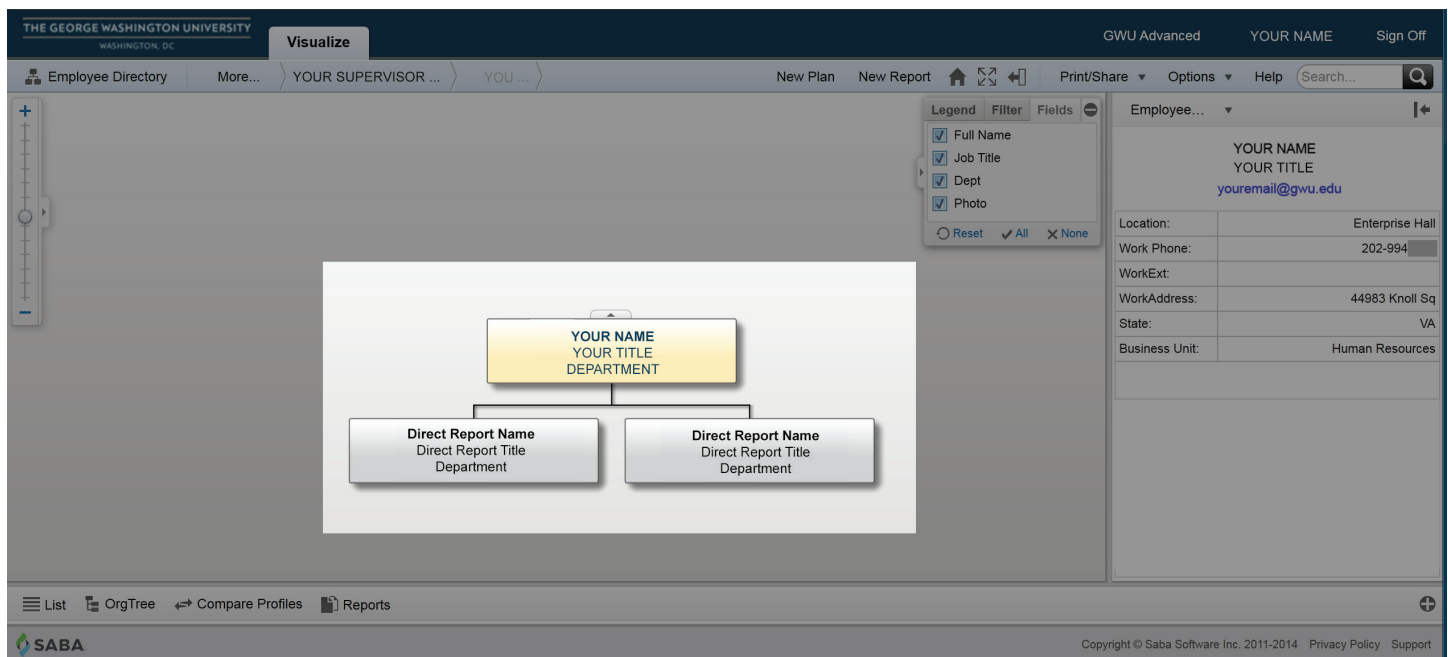 THE GEORGE WASHINGTON UNIVERSITY
WASHINGTON, DC
Visualize
GWU Advanced YOUR NAME Sign Off
Employee Directory More... YOUR SUPERVISOR ... YOU ... New Plan New Report Print/Share Options Help Search...
Legend Filter Fields
Full Name
Job Title
Dept
Photo
Reset All None
Employee...
YOUR NAME
YOUR TITLE
youremail@gwu.edu
Location: Enterprise Hall
Work Phone: 202-994
WorkExt:
WorkAddress: 44983 Knoll Sq
State: VA
Business Unit: Human Resources
YOUR NAME
YOUR TITLE
DEPARTMENT
Direct Report Name
Direct Report Title
Department
Direct Report Name
Direct Report Title
Department
List OrgTree Compare Profiles Reports
SABA
Copyright © Saba Software Inc. 2011-2014 Privacy Policy Support